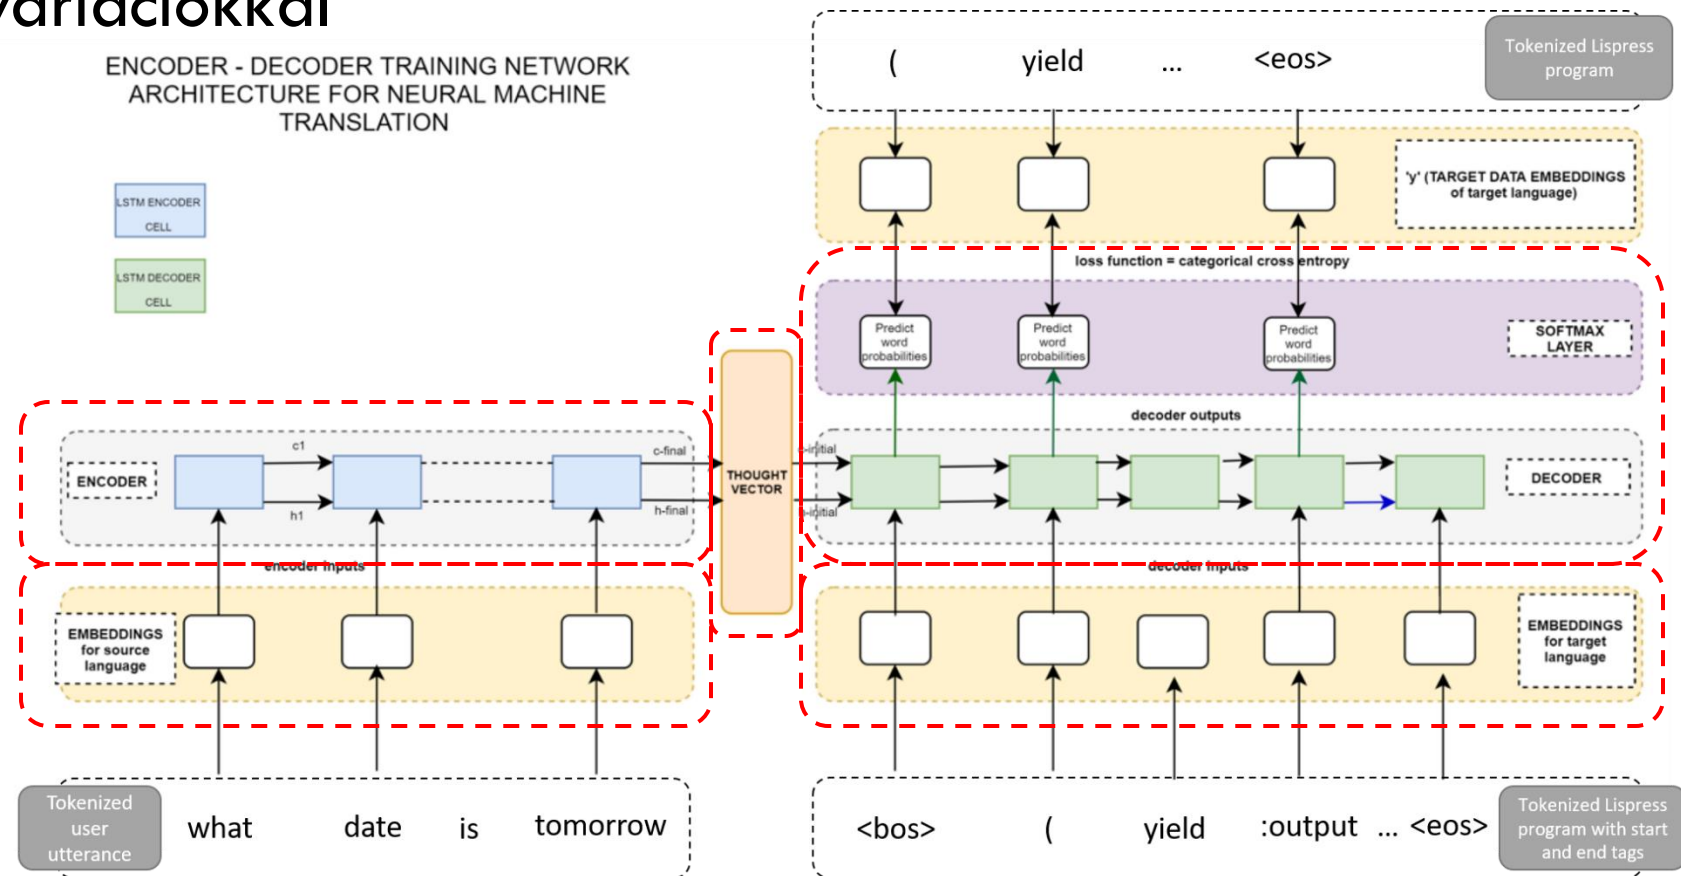 variációkkal
ENCODER - DECODER TRAINING NETWORK
ARCHITECTURE FOR NEURAL MACHINE
TRANSLATION
LSTM ENCODER
CELL
LSTM DECODER
CELL
( yield ... <eos>
Tokenized Lispress
program
'y' (TARGET DATA EMBEDDINGS
of target language)
loss function = categorical cross entropy
Predict
word
probabilities
Predict
word
probabilities
Predict
word
probabilities
SOFTMAX
LAYER
decoder outputs
ENCODER
c1
h1
c-final
h-final
THOUGHT
VECTOR
c-initial
h-initial
DECODER
encoder inputs
decoder inputs
EMBEDDINGS
for source
language
EMBEDDINGS
for target
language
Tokenized
user
utterance
what date is tomorrow
<bos> ( yield :output ... <eos>
Tokenized Lispress
program with start
and end tags